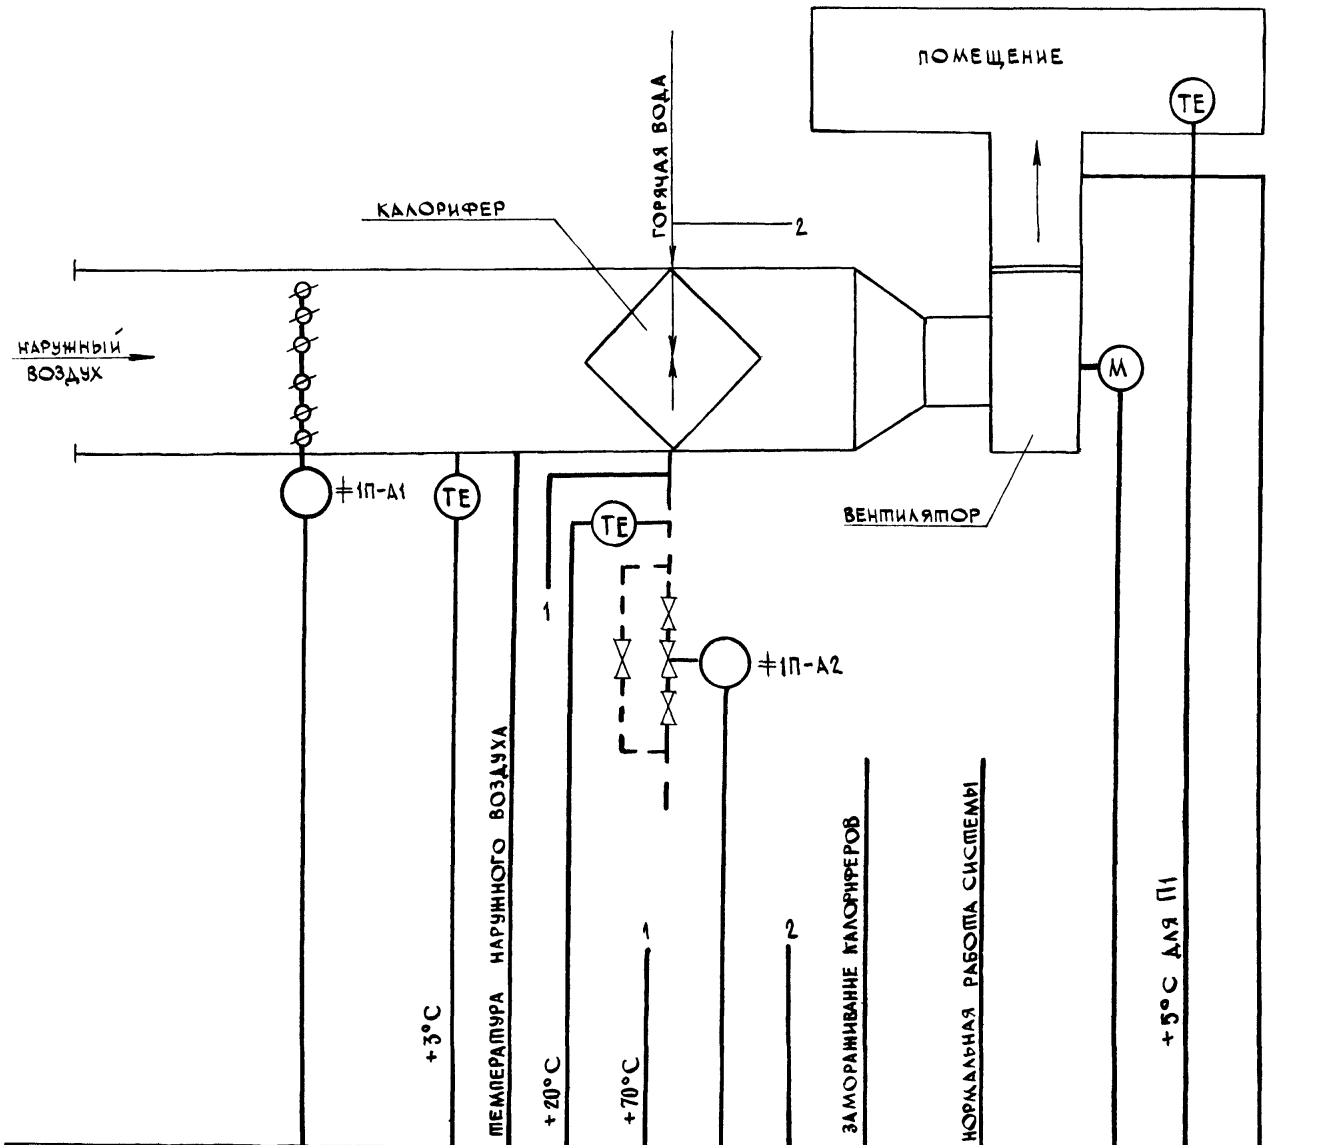 ПОМЕЩЕНИЕ
ТЕ
ГОРЯЧАЯ ВОДА
КАЛОРИФЕР
2
НАРУЖНЫЙ
ВОЗДУХ
М
≠1П-А1
ТЕ
ВЕНТИЛЯТОР
ТЕ
1
≠1П-А2
ТЕМПЕРАТУРА НАРУЖНОГО ВОЗДУХА
ЗАМОРАЖИВАНИЕ КАЛОРИФЕРОВ
НОРМАЛЬНАЯ РАБОТА СИСТЕМЫ
+5°С ДЛЯ П1
1
2
+3°С
+20°С
+70°С